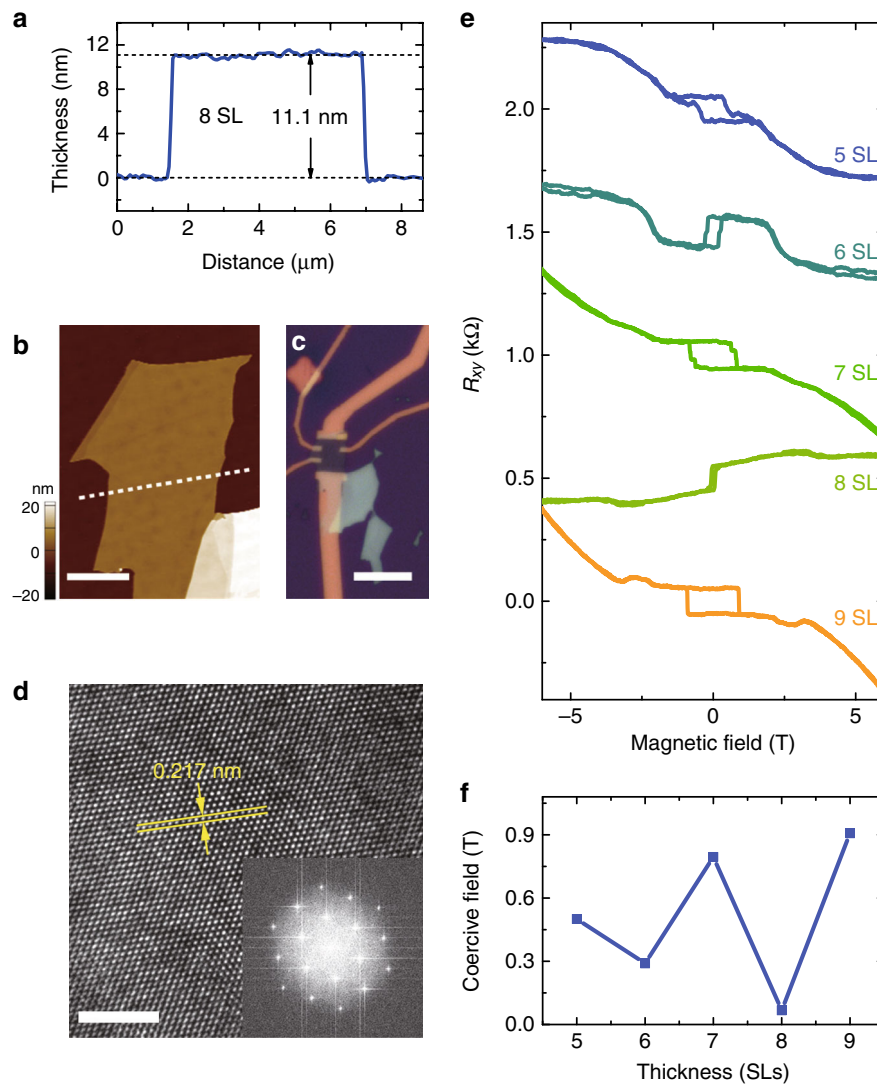 a
12
8
4
0
Thickness (nm)
8 SL
11.1 nm
0
2
4
6
8
Distance (μm)
b
nm
20
0
–20
c
d
0.217 nm
e
2.0
1.5
1.0
0.5
0.0
R_xy (kΩ)
5 SL
6 SL
7 SL
8 SL
9 SL
–5
0
5
Magnetic field (T)
f
0.9
0.6
0.3
0.0
Coercive field (T)
5
6
7
8
9
Thickness (SLs)